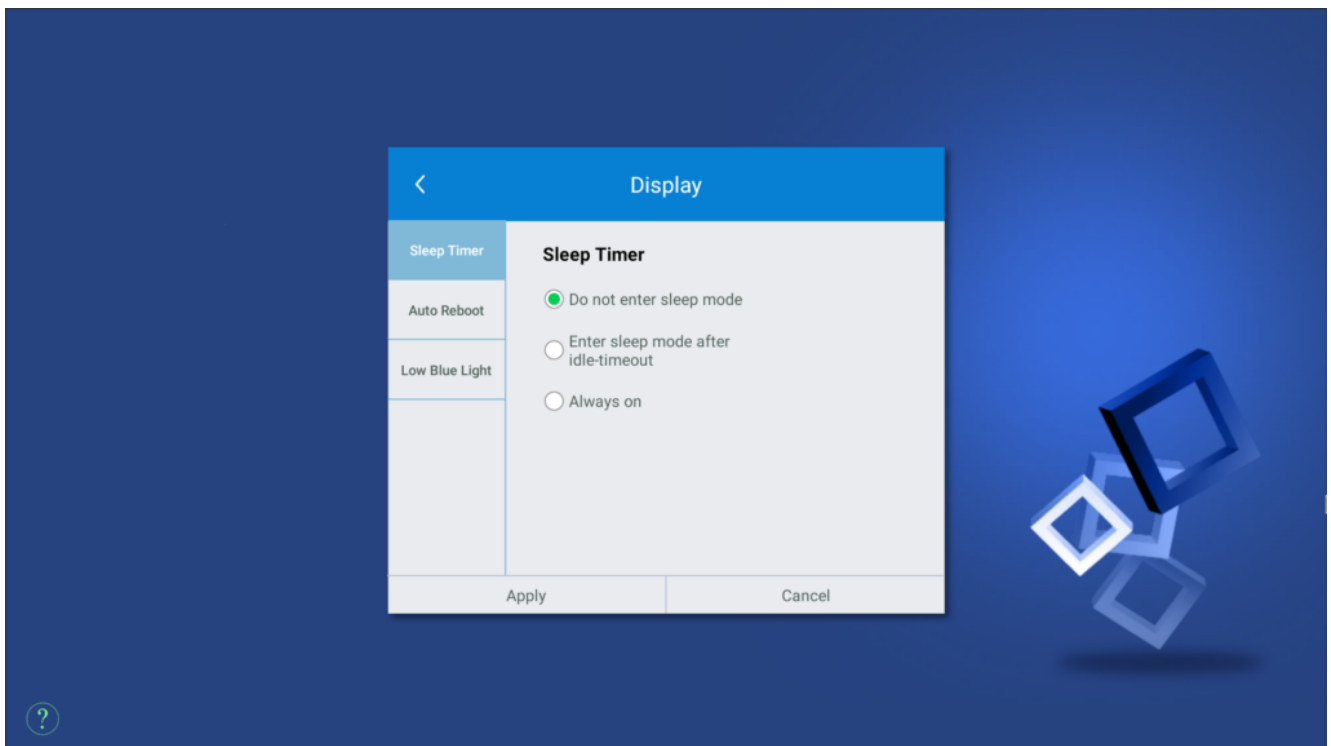 Display
Sleep Timer
Auto Reboot
Low Blue Light
Sleep Timer
Do not enter sleep mode
Enter sleep mode after
idle-timeout
Always on
Apply
Cancel
?